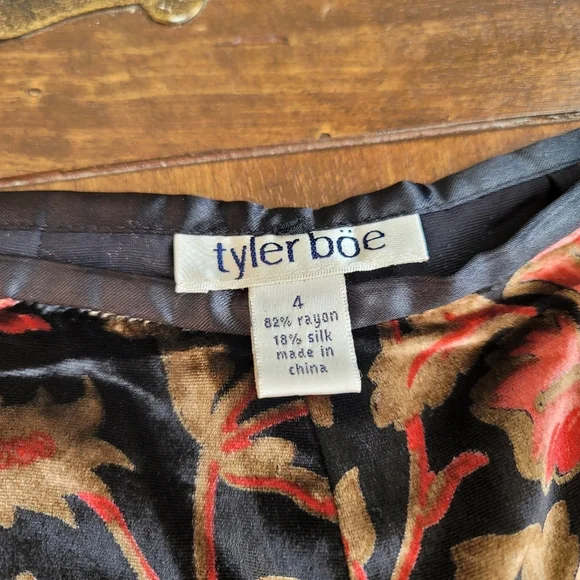 tyler böe
4
82% rayon
18% silk
made in
china